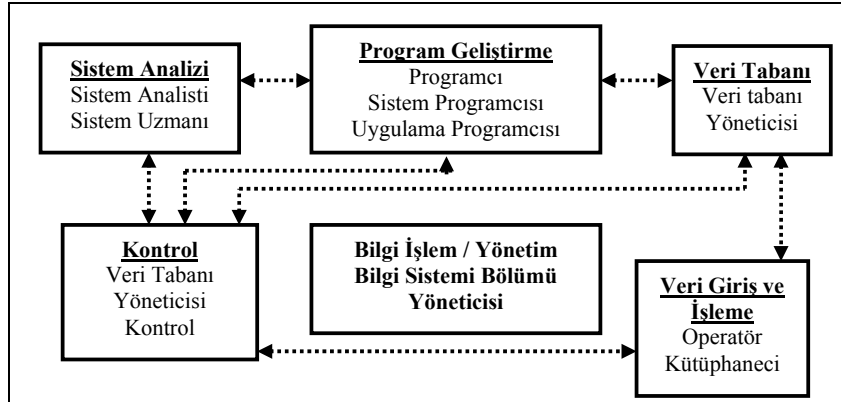 Sistem Analizi
Sistem Analisti
Sistem Uzmanı
Program Geliştirme
Programcı
Sistem Programcısı
Uygulama Programcısı
Veri Tabanı
Veri tabanı
Yöneticisi
Kontrol
Veri Tabanı
Yöneticisi
Kontrol
Bilgi İşlem / Yönetim
Bilgi Sistemi Bölümü
Yöneticisi
Veri Giriş ve
İşleme
Operatör
Kütüphaneci